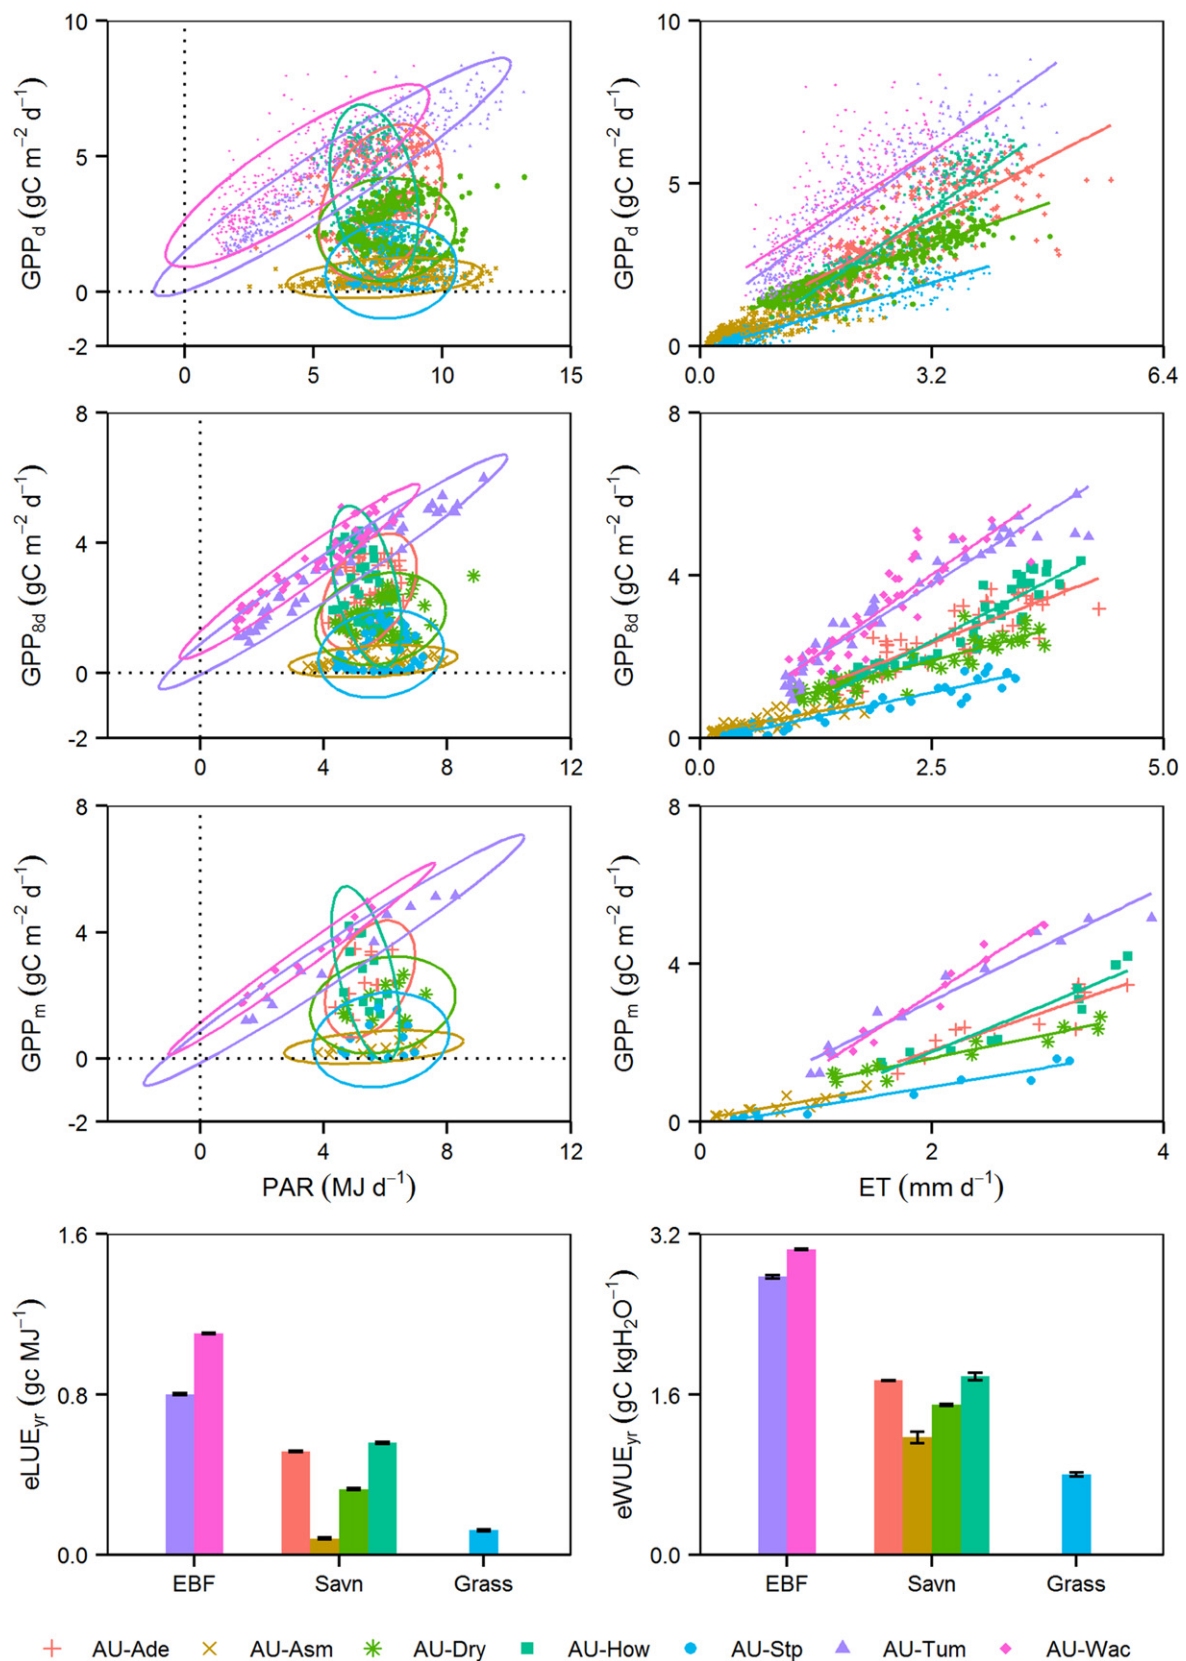 10
5
0
-2
GPPd (gC m−2 d−1)
0
5
10
15
10
5
0
GPPd (gC m−2 d−1)
0.0
3.2
6.4
8
4
0
-2
GPP8d (gC m−2 d−1)
0
4
8
12
8
4
0
GPP8d (gC m−2 d−1)
0.0
2.5
5.0
8
4
0
-2
GPPm (gC m−2 d−1)
0
4
8
12
PAR (MJ d−1)
8
4
0
GPPm (gC m−2 d−1)
0
2
4
ET (mm d−1)
1.6
0.8
0.0
eLUEyr (gc MJ−1)
EBF
Savn
Grass
3.2
1.6
0.0
eWUEyr (gC kgH2O−1)
EBF
Savn
Grass
AU-Ade AU-Asm AU-Dry AU-How AU-Stp AU-Tum AU-Wac